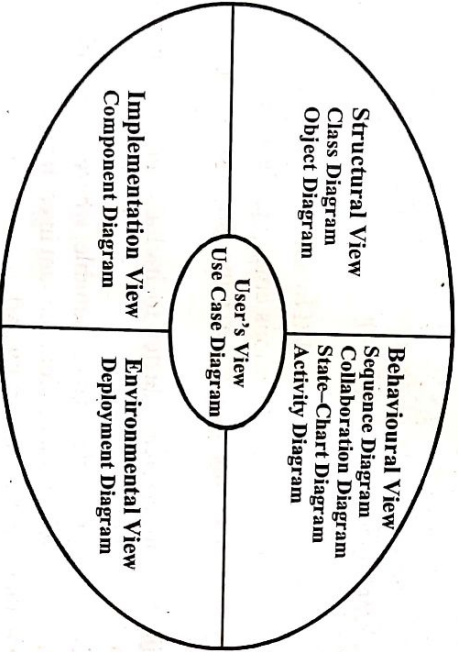 Structural View
Class Diagram
Object Diagram
Behavioural View
Sequence Diagram
Collaboration Diagram
State–Chart Diagram
Activity Diagram
User's View
Use Case Diagram
Implementation View
Component Diagram
Environmental View
Deployment Diagram